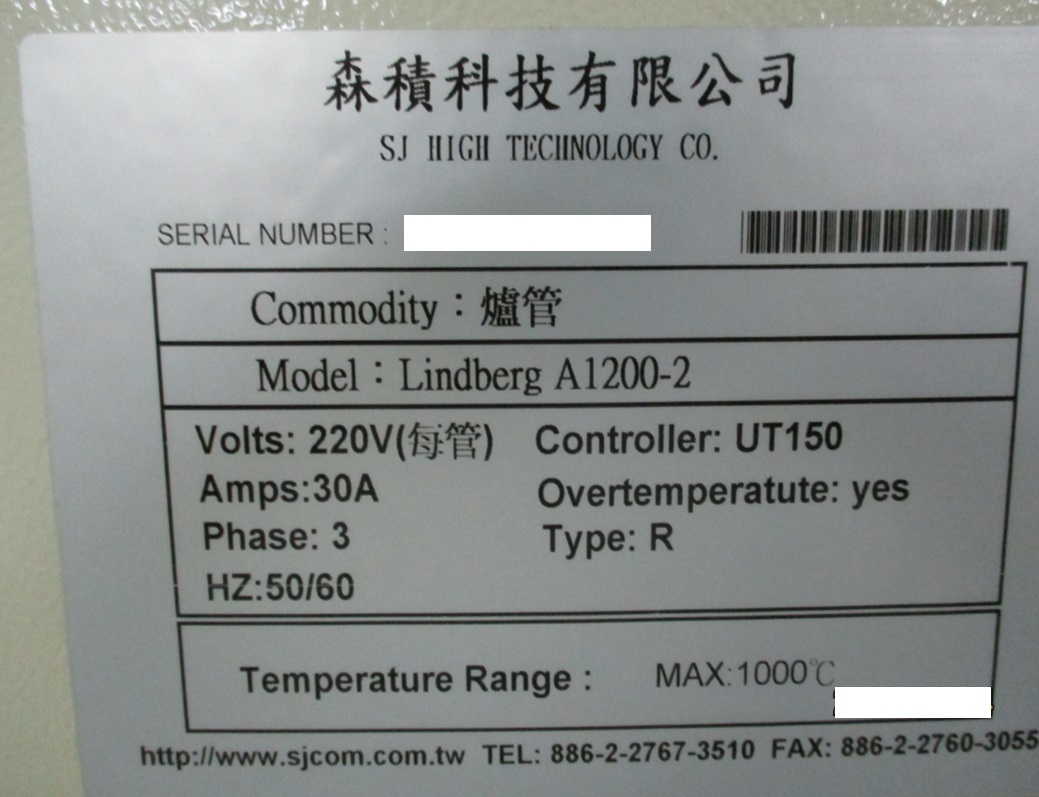 森積科技有限公司
SJ HIGH TECHNOLOGY CO.
SERIAL NUMBER :
Commodity：爐管
Model：Lindberg A1200-2
Volts: 220V(每管) Controller: UT150
Amps:30A Overtemperatute: yes
Phase: 3 Type: R
HZ:50/60
Temperature Range : MAX:1000℃
http://www.sjcom.com.tw TEL: 886-2-2767-3510 FAX: 886-2-2760-3055